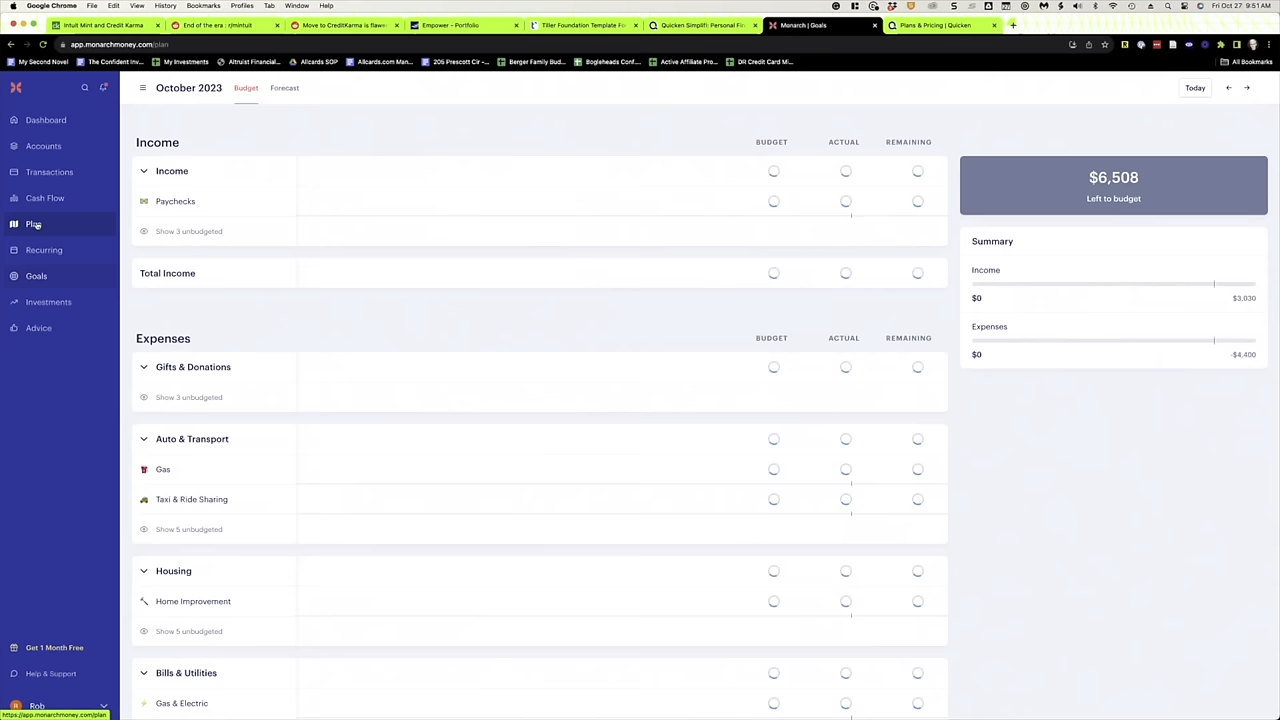 Google Chrome File Edit View History Bookmarks Profiles Tab Window Help Fri Oct 27 9:51 AM
Intuit Mint and Credit Karma × End of the era : r/mintuit × Move to CreditKarma is flawe × Empower - Portfolio × Tiller Foundation Template Fo × Quicken Simplifi: Personal Fin × Monarch | Goals × Plans & Pricing | Quicken × +
app.monarchmoney.com/plan
My Second Novel The Confident Inv... My Investments Altruist Financial... Allcards SOP Allcards.com Man... 205 Prescott Cir -... Berger Family Bud... Bogleheads Conf.... Active Affiliate Pro... DR Credit Card Mi... All Bookmarks
October 2023 Budget Forecast Today
Dashboard
Accounts
Transactions
Cash Flow
Plan
Recurring
Goals
Investments
Advice
Get 1 Month Free
Help & Support
Rob
https://app.monarchmoney.com/plan
Income BUDGET ACTUAL REMAINING
Income
Paychecks
Show 3 unbudgeted
Total Income
Expenses BUDGET ACTUAL REMAINING
Gifts & Donations
Show 3 unbudgeted
Auto & Transport
Gas
Taxi & Ride Sharing
Show 5 unbudgeted
Housing
Home Improvement
Show 5 unbudgeted
Bills & Utilities
Gas & Electric
$6,508
Left to budget
Summary
Income
$0 $3,030
Expenses
$0 -$4,400